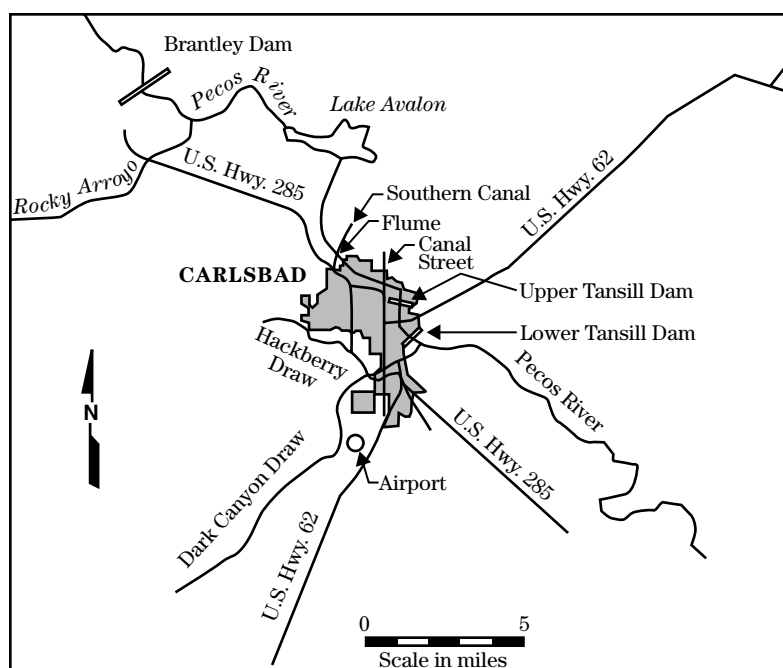 Brantley Dam
Pecos River
Lake Avalon
U.S. Hwy. 62
Rocky Arroyo
U.S. Hwy. 285
Southern Canal
Flume
Canal
Street
CARLSBAD
Upper Tansill Dam
Lower Tansill Dam
Hackberry
Draw
Pecos River
N
U.S. Hwy. 285
Airport
Dark Canyon Draw
U.S. Hwy. 62
0 5
Scale in miles